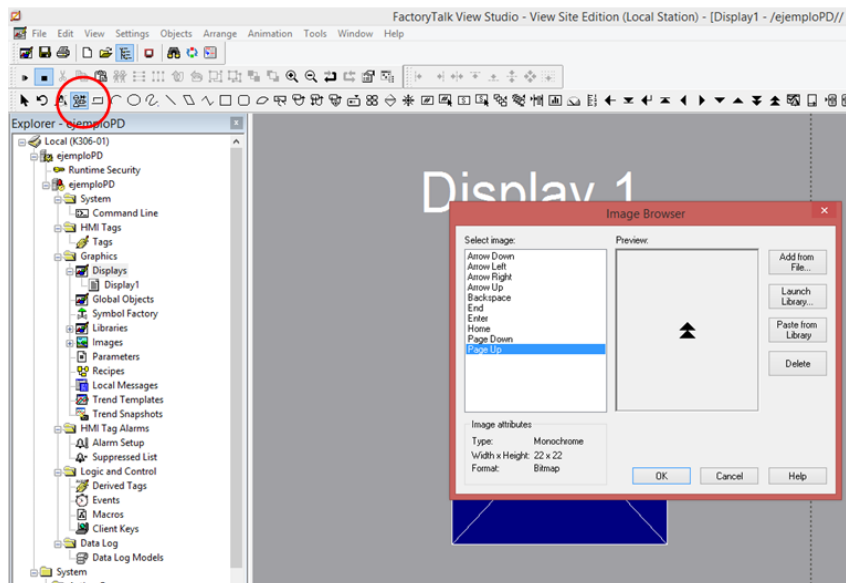 FactoryTalk View Studio - View Site Edition (Local Station) - [Display1 - /ejemploPD//
File Edit View Settings Objects Arrange Animation Tools Window Help
Explorer - ejemploPD
Local (K306-01)
ejemploPD
Runtime Security
ejemploPD
System
Command Line
HMI Tags
Tags
Graphics
Displays
Display1
Global Objects
Symbol Factory
Libraries
Images
Parameters
Recipes
Local Messages
Trend Templates
Trend Snapshots
HMI Tag Alarms
Alarm Setup
Suppressed List
Logic and Control
Derived Tags
Events
Macros
Client Keys
Data Log
Data Log Models
System
Display 1
Image Browser
Select image:
Arrow Down
Arrow Left
Arrow Right
Arrow Up
Backspace
End
Enter
Home
Page Down
Page Up
Preview:
Add from
File...
Launch
Library...
Paste from
Library
Delete
Image attributes
Type: Monochrome
Width x Height: 22 x 22
Format: Bitmap
OK Cancel Help